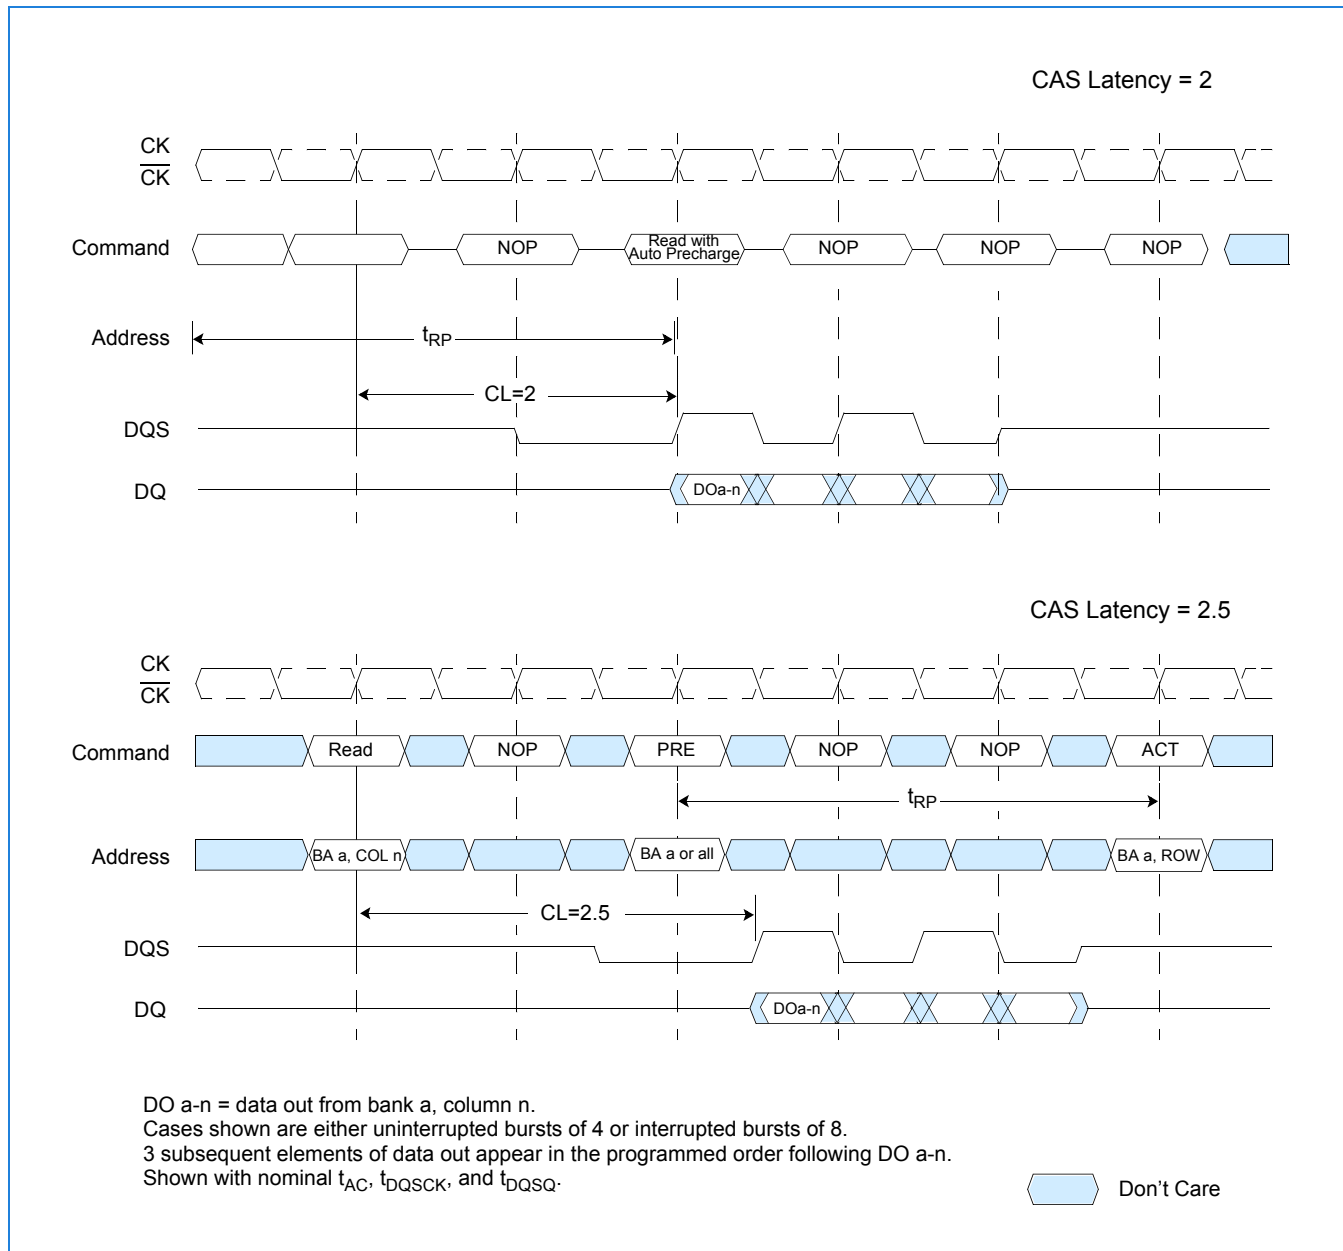 CAS Latency = 2
CK
CK
Command
NOP
Read with
Auto Precharge
NOP
NOP
NOP
Address
tRP
CL=2
DQS
DQ
DOa-n
CAS Latency = 2.5
CK
CK
Command
Read
NOP
PRE
NOP
NOP
ACT
tRP
Address
BA a, COL n
BA a or all
BA a, ROW
CL=2.5
DQS
DQ
DOa-n
DO a-n = data out from bank a, column n.
Cases shown are either uninterrupted bursts of 4 or interrupted bursts of 8.
3 subsequent elements of data out appear in the programmed order following DO a-n.
Shown with nominal tAC, tDQSCK, and tDQSQ.
Don't Care